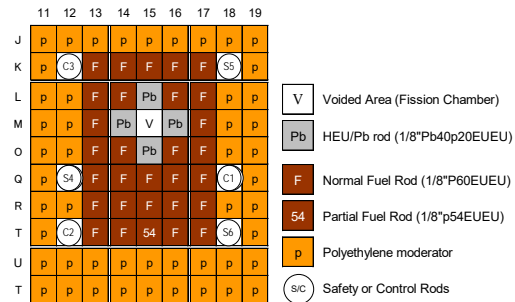 11 12 13 14 15 16 17 18 19
J p p p p p p p p p
K p C3 F F F F F S5 p
L p p F F Pb F F p p
M p p F Pb V Pb F p p
O p p F F Pb F F p p
Q p S4 F F F F F C1 p
R p p F F F F F p p
T p C2 F F 54 F F S6 p
U p p p p p p p p p
T p p p p p p p p p
V Voided Area (Fission Chamber)
Pb HEU/Pb rod (1/8"Pb40p20EUEU)
F Normal Fuel Rod (1/8"P60EUEU)
54 Partial Fuel Rod (1/8"p54EUEU)
p Polyethylene moderator
S/C Safety or Control Rods